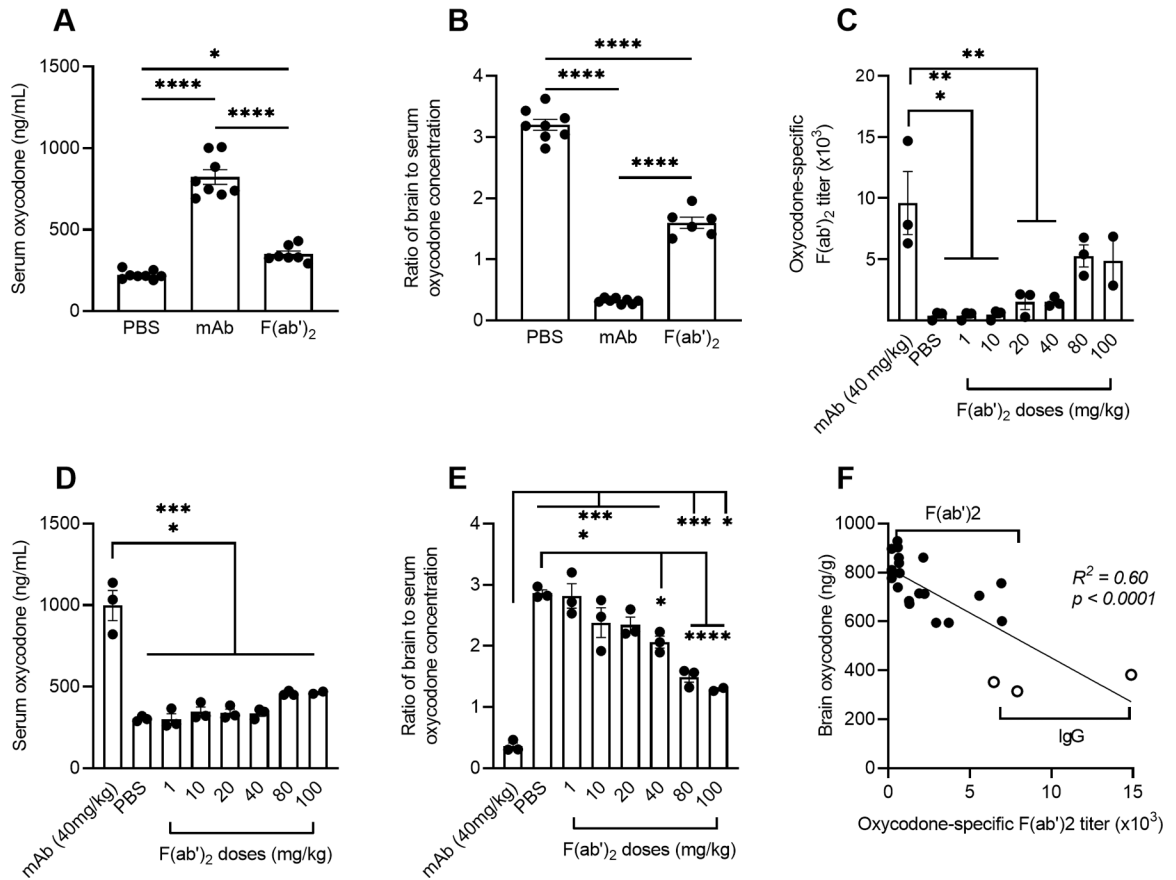 A
*
****
****
Serum oxycodone (ng/mL)
1500
1000
500
0
PBS
mAb
F(ab')2
B
****
****
****
Ratio of brain to serum
oxycodone concentration
4
3
2
1
0
PBS
mAb
F(ab')2
C
**
**
*
Oxycodone-specific
F(ab')2 titer (x10³)
20
15
10
5
mAb (40 mg/kg)
PBS
1
10
20
40
80
100
F(ab')2 doses (mg/kg)
D
***
*
Serum oxycodone (ng/mL)
1500
1000
500
0
mAb (40mg/kg)
PBS
1
10
20
40
80
100
F(ab')2 doses (mg/kg)
E
***
*
***
*
*
****
Ratio of brain to serum
oxycodone concentration
4
3
2
1
0
mAb (40mg/kg)
PBS
1
10
20
40
80
100
F(ab')2 doses (mg/kg)
F
F(ab')2
R² = 0.60
p < 0.0001
IgG
Brain oxycodone (ng/g)
1000
800
600
400
200
0
0
5
10
15
Oxycodone-specific F(ab')2 titer (x10³)